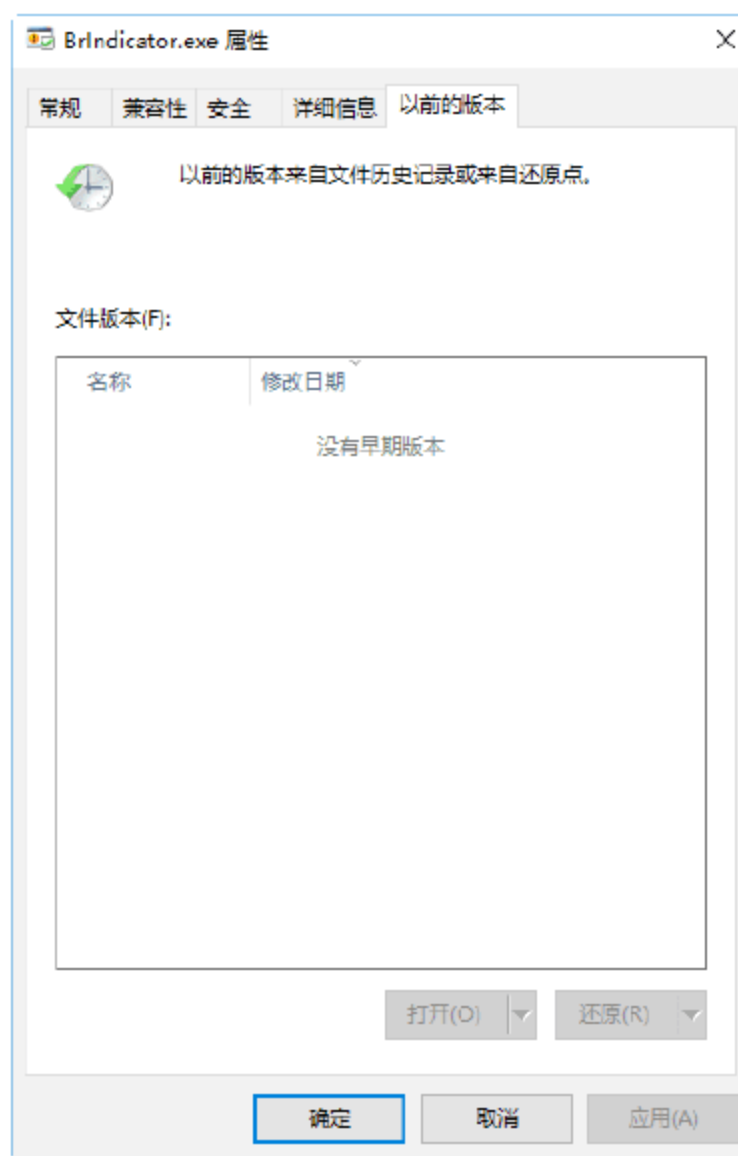 BrIndicator.exe 属性
常规 兼容性 安全 详细信息 以前的版本
以前的版本来自文件历史记录或来自还原点。
文件版本(F):
名称 修改日期
没有早期版本
打开(O) 还原(R)
确定 取消 应用(A)